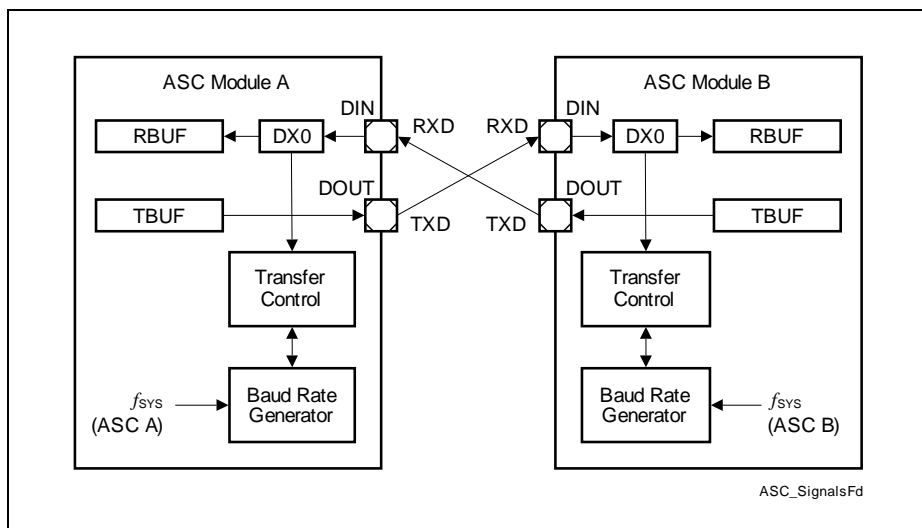 ASC Module A
ASC Module B
DIN
RXD
RXD
DIN
RBUF
DX0
DX0
RBUF
DOUT
DOUT
TBUF
TXD
TXD
TBUF
Transfer
Control
Transfer
Control
Baud Rate
Generator
Baud Rate
Generator
fSYS
(ASC A)
fSYS
(ASC B)
ASC_SignalsFd